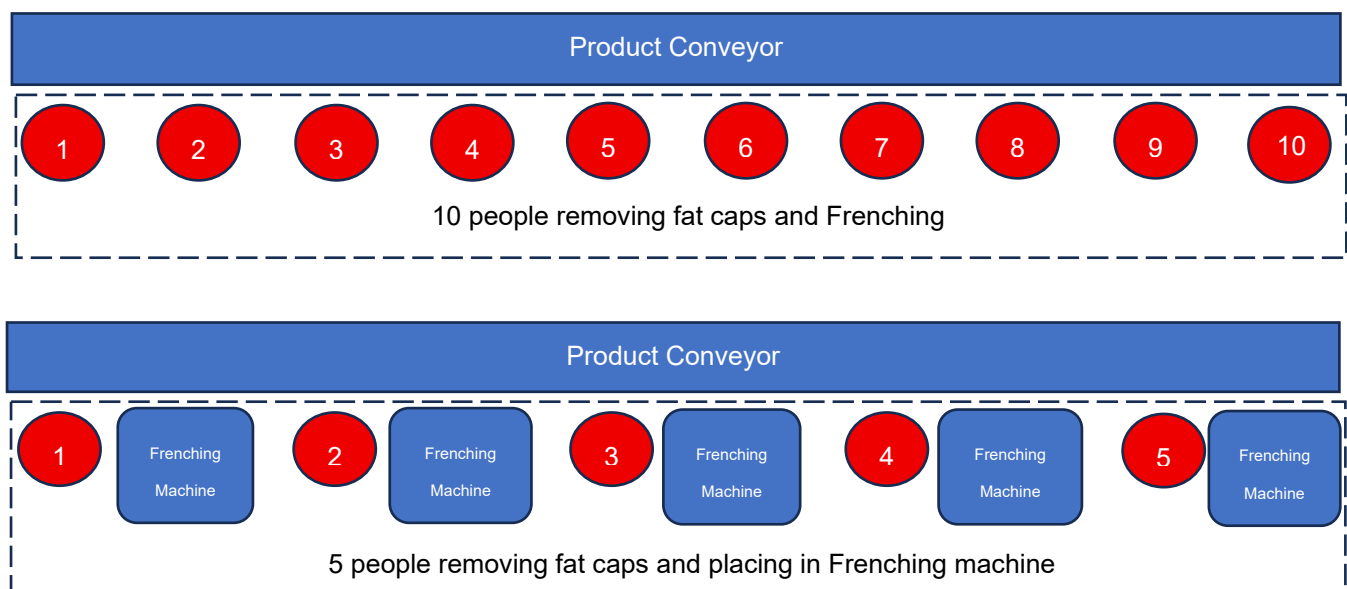 Product Conveyor
1 2 3 4 5 6 7 8 9 10
10 people removing fat caps and Frenching
Product Conveyor
1 Frenching Machine 2 Frenching Machine 3 Frenching Machine 4 Frenching Machine 5 Frenching Machine
5 people removing fat caps and placing in Frenching machine